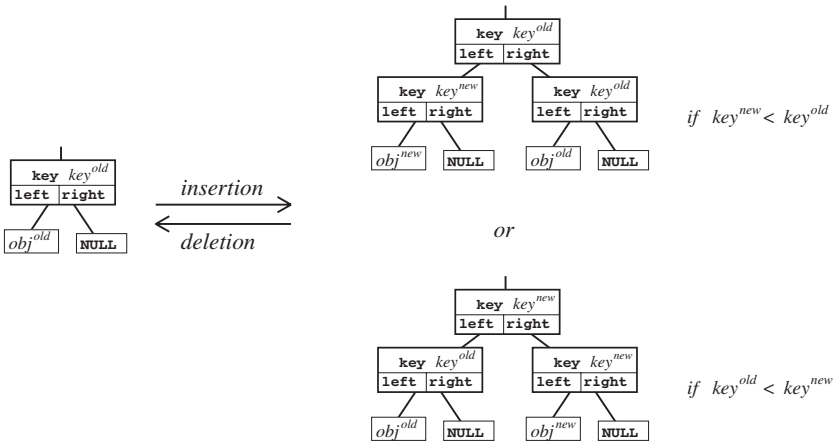 key key^old
left right
key key^new
left right
key key^old
left right
obj^new NULL
obj^old NULL
if key^new < key^old
key key^old
left right
obj^old NULL
insertion
deletion
or
key key^new
left right
key key^old
left right
key key^new
left right
obj^old NULL
obj^new NULL
if key^old < key^new